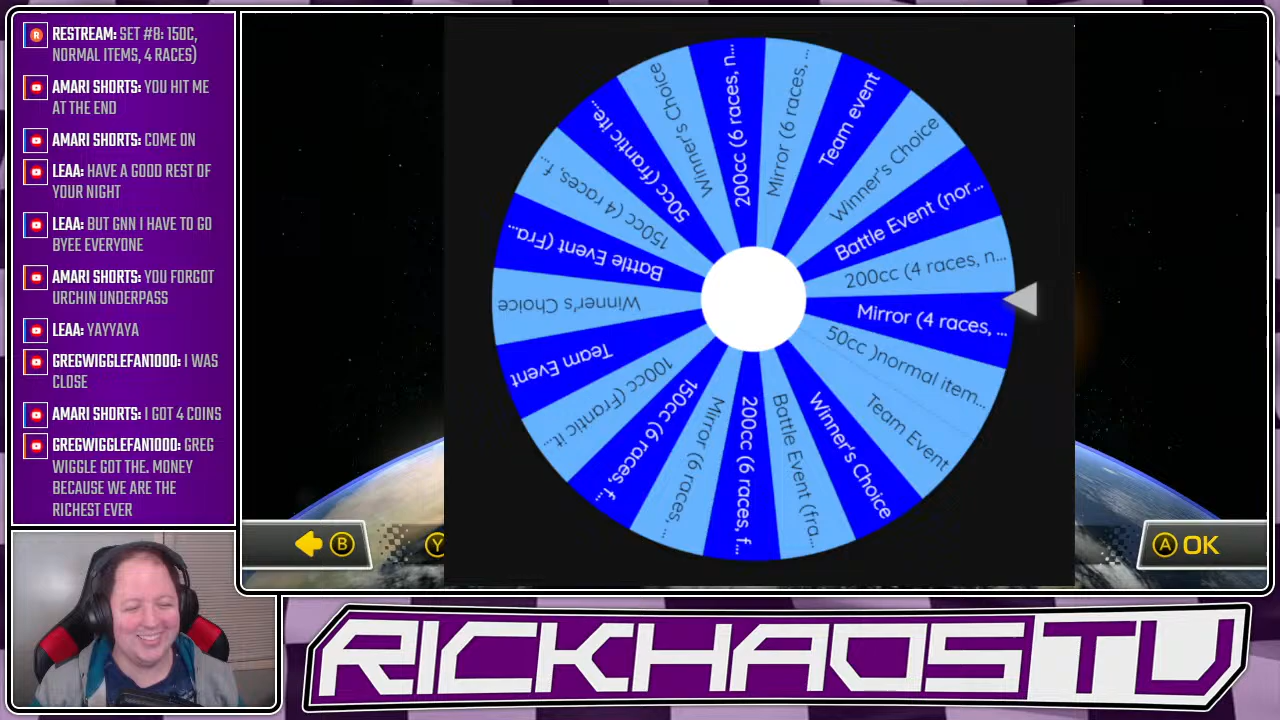 RESTREAM: SET #8: 150C,
NORMAL ITEMS, 4 RACES)
AMARI SHORTS: YOU HIT ME
AT THE END
AMARI SHORTS: COME ON
LEAA: HAVE A GOOD REST OF
YOUR NIGHT
LEAA: BUT GNN I HAVE TO GO
BYEE EVERYONE
AMARI SHORTS: YOU FORGOT
URCHIN UNDERPASS
LEAA: YAYYAYA
GREGWIGGLEFAN1000: I WAS
CLOSE
AMARI SHORTS: I GOT 4 COINS
GREGWIGGLEFAN1000: GREG
WIGGLE GOT THE. MONEY
BECAUSE WE ARE THE
RICHEST EVER
200cc (6 races, n...
Mirror (6 races, ...
Team event
Winner's Choice
Battle Event (nor...
200cc (4 races, n...
Mirror (4 races, ...
50cc )normal item...
Team Event
Winner's Choice
Battle Event (fra...
200cc (6 races, f...
Mirror (6 races, ...
150cc (6 races, f...
100cc (Frantic it...
Team Event
Winner's Choice
Battle Event (Fra...
150cc (4 races, f...
50cc (frantic ite...
Winner's Choice
B
Y
A OK
RICKHAOSTV